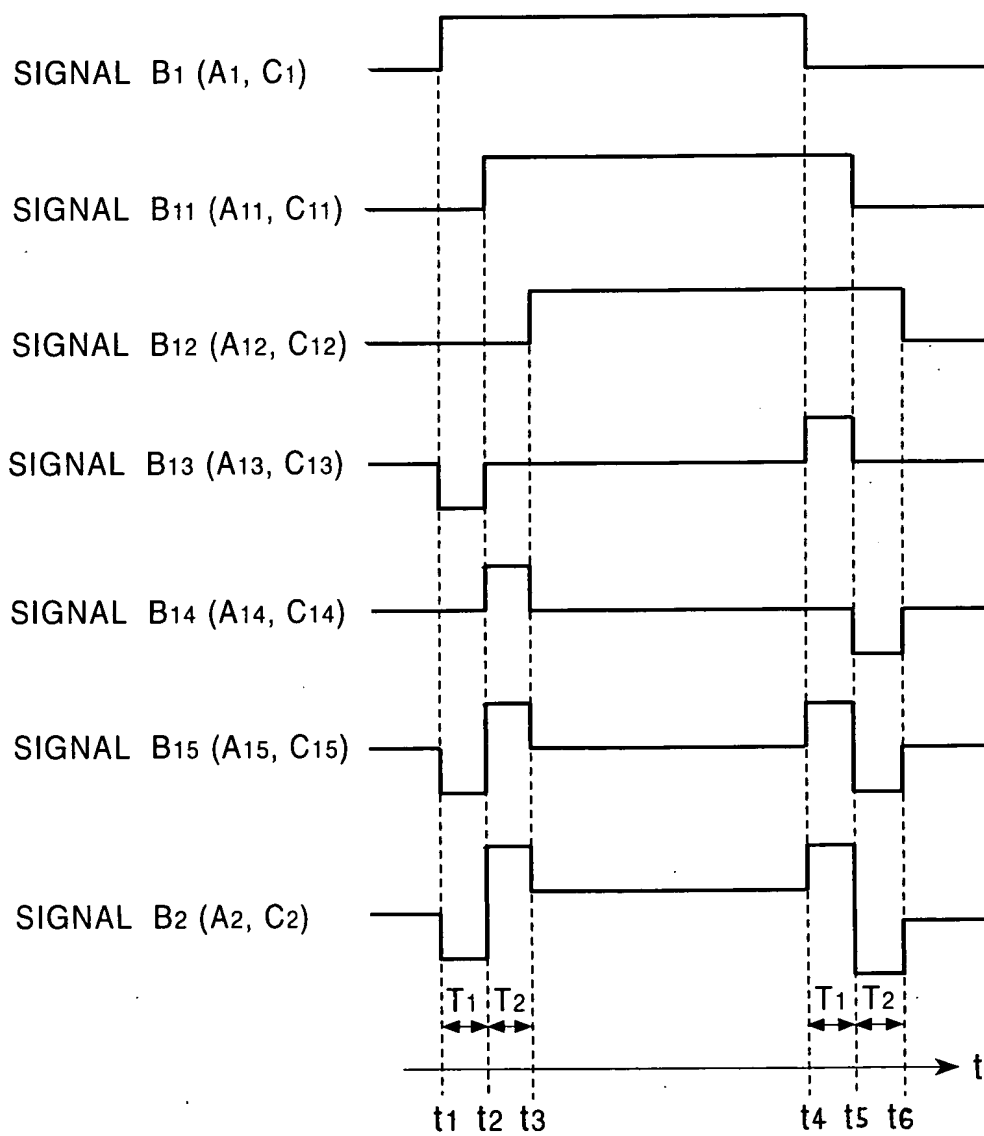 SIGNAL B1 (A1, C1)
SIGNAL B11 (A11, C11)
SIGNAL B12 (A12, C12)
SIGNAL B13 (A13, C13)
SIGNAL B14 (A14, C14)
SIGNAL B15 (A15, C15)
SIGNAL B2 (A2, C2)
T1 T2 T1 T2
t
t1 t2 t3 t4 t5 t6